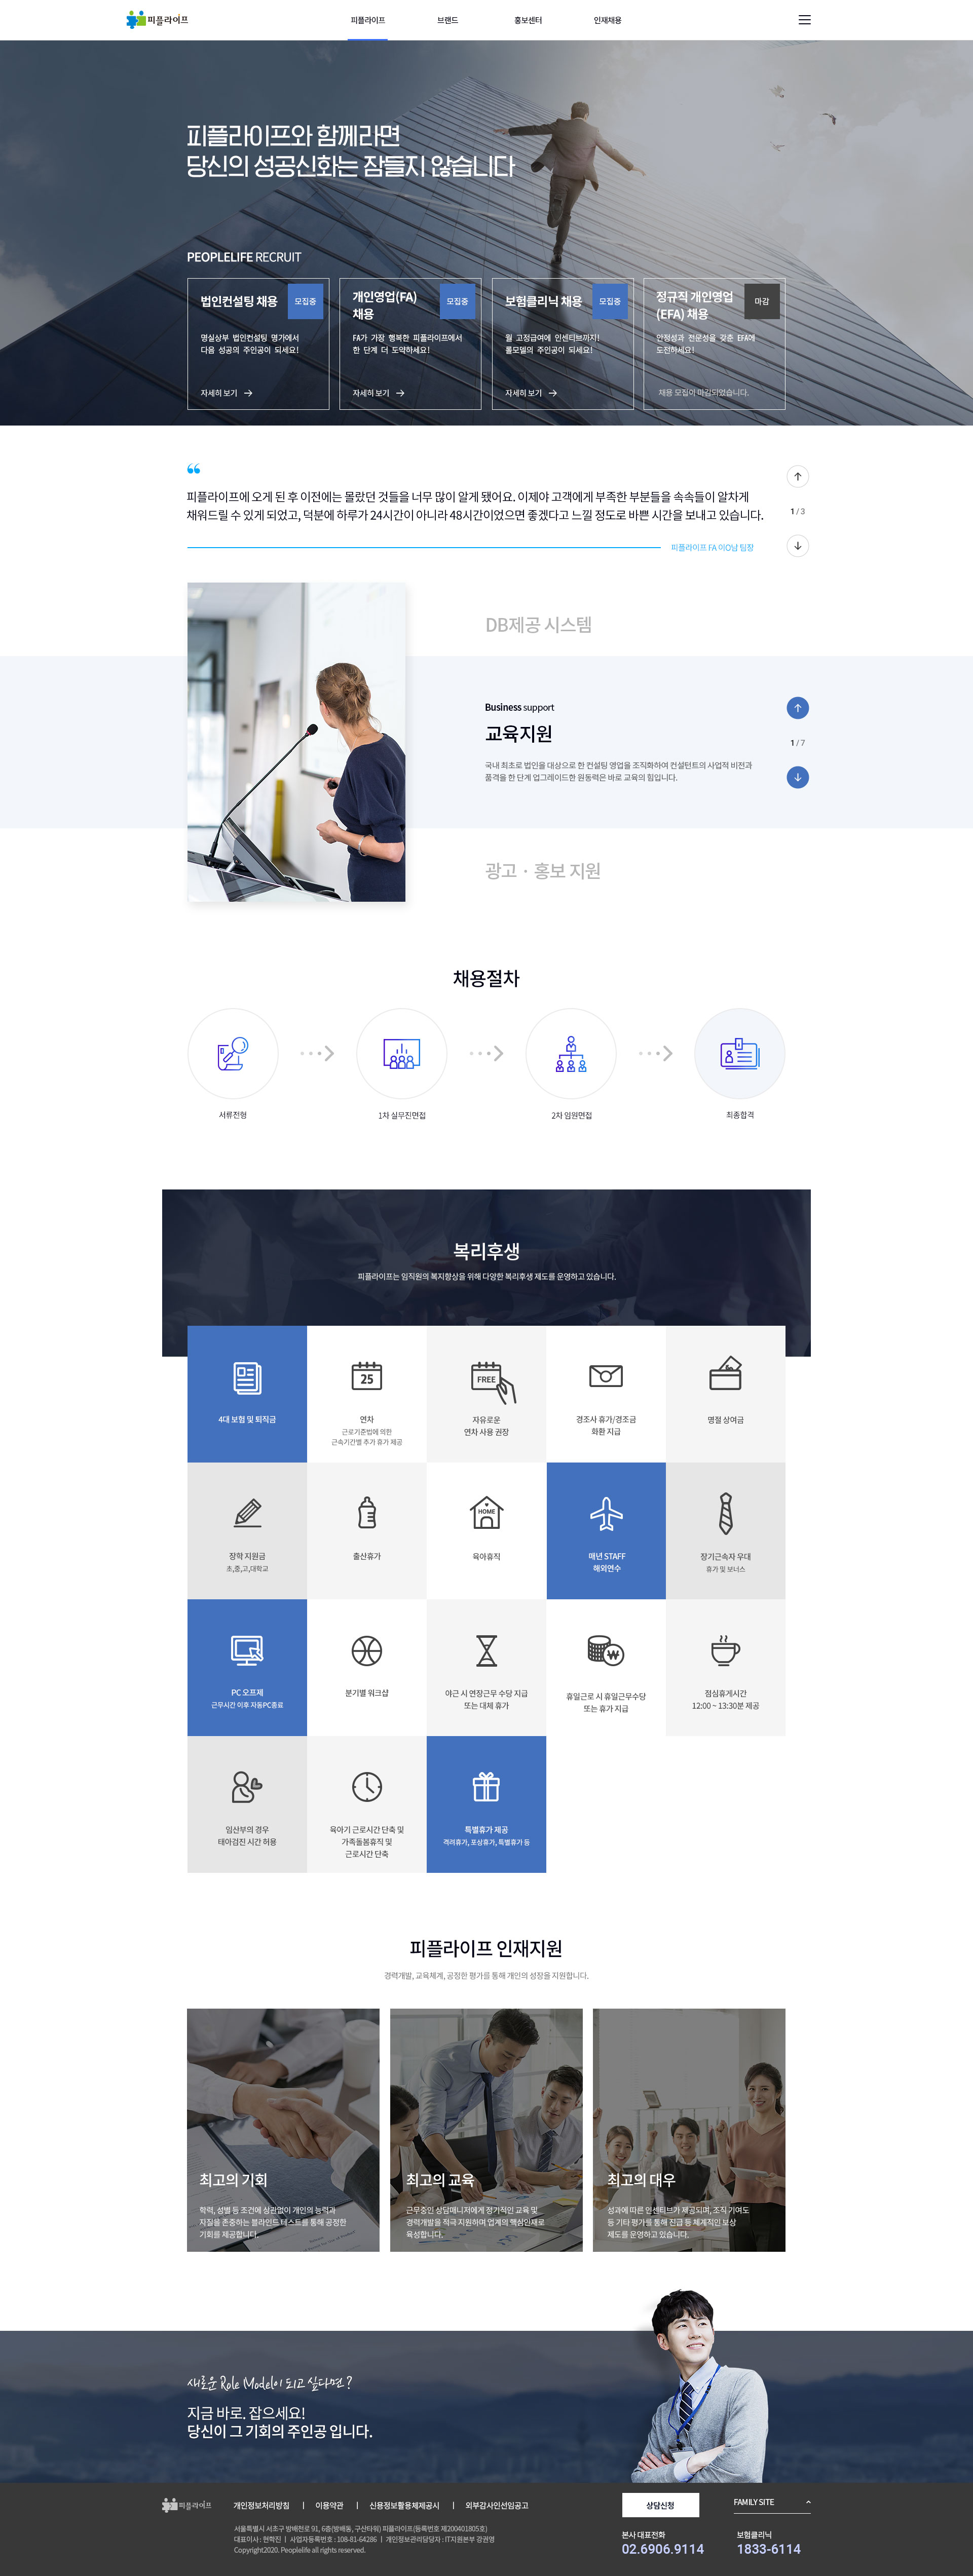 피플라이프
피플라이프
브랜드
홍보센터
인재채용
피플라이프와 함께라면
당신의 성공신화는 잠들지 않습니다
PEOPLELIFE RECRUIT
법인컨설팅 채용
모집중
명실상부 법인컨설팅 명가에서
다음 성공의 주인공이 되세요!
자세히 보기
개인영업(FA)
채용
모집중
FA가 가장 행복한 피플라이프에서
한 단계 더 도약하세요!
자세히 보기
보험클리닉 채용
모집중
월 고정급여에 인센티브까지!
롤모델의 주인공이 되세요!
자세히 보기
정규직 개인영업
(EFA) 채용
마감
안정성과 전문성을 갖춘 EFA에
도전하세요!
채용 모집이 마감되었습니다.
피플라이프에 오게 된 후 이전에는 몰랐던 것들을 너무 많이 알게 됐어요. 이제야 고객에게 부족한 부분들을 속속들이 알차게
채워드릴 수 있게 되었고, 덕분에 하루가 24시간이 아니라 48시간이었으면 좋겠다고 느낄 정도로 바쁜 시간을 보내고 있습니다.
1 / 3
피플라이프 FA 이O남 팀장
DB제공 시스템
Business support
교육지원
국내 최초로 법인을 대상으로 한 컨설팅 영업을 조직화하여 컨설턴트의 사업적 비전과
품격을 한 단계 업그레이드한 원동력은 바로 교육의 힘입니다.
1 / 7
광고 · 홍보 지원
채용절차
서류전형
1차 실무진면접
2차 임원면접
최종합격
복리후생
피플라이프는 임직원의 복지향상을 위해 다양한 복리후생 제도를 운영하고 있습니다.
4대 보험 및 퇴직금
25
연차
근로기준법에 의한
근속기간별 추가 휴가 제공
FREE
자유로운
연차 사용 권장
경조사 휴가/경조금
화환 지급
명절 상여금
장학 지원금
초,중,고,대학교
출산휴가
HOME
육아휴직
매년 STAFF
해외연수
장기근속자 우대
휴가 및 보너스
PC 오프제
근무시간 이후 자동PC종료
분기별 워크샵
야근 시 연장근무 수당 지급
또는 대체 휴가
휴일근로 시 휴일근무수당
또는 휴가 지급
점심휴게시간
12:00 ~ 13:30분 제공
임산부의 경우
태아검진 시간 허용
육아기 근로시간 단축 및
가족돌봄휴직 및
근로시간 단축
특별휴가 제공
격려휴가, 포상휴가, 특별휴가 등
피플라이프 인재지원
경력개발, 교육체계, 공정한 평가를 통해 개인의 성장을 지원합니다.
최고의 기회
학력, 성별 등 조건에 상관없이 개인의 능력과
자질을 존중하는 블라인드 테스트를 통해 공정한
기회를 제공합니다.
최고의 교육
근무중인 상담매니저에게 정기적인 교육 및
경력개발을 적극 지원하며 업계의 핵심인재로
육성합니다.
최고의 대우
성과에 따른 인센티브가 제공되며, 조직 기여도
등 기타 평가를 통해 진급 등 체계적인 보상
제도를 운영하고 있습니다.
새로운 Role Model이 되고 싶다면?
지금 바로. 잡으세요!
당신이 그 기회의 주인공 입니다.
피플라이프
개인정보처리방침 | 이용약관 | 신용정보활용체제공시 | 외부감사인선임공고
상담신청
FAMILY SITE
서울특별시 서초구 방배천로 91, 6층(방배동, 구산타워) 피플라이프(등록번호 제200401805호)
대표이사 : 현학진 | 사업자등록번호 : 108-81-64286 | 개인정보관리담당자 : IT지원본부 강권영
Copyright2020. Peoplelife all rights reserved.
본사 대표전화
02.6906.9114
보험클리닉
1833-6114